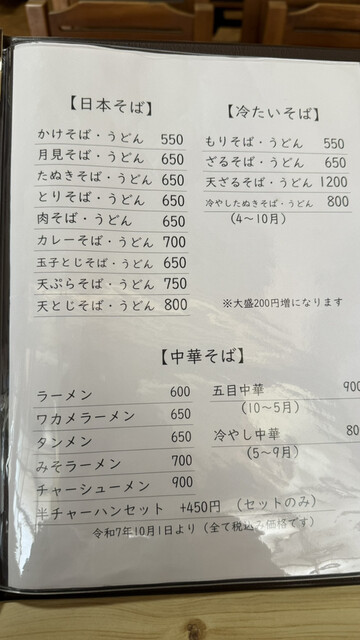 【日本そば】
かけそば・うどん 550
月見そば・うどん 650
たぬきそば・うどん 650
とりそば・うどん 650
肉そば・うどん 650
カレーそば・うどん 700
玉子とじそば・うどん 650
天ぷらそば・うどん 750
天とじそば・うどん 800
【冷たいそば】
もりそば・うどん 550
ざるそば・うどん 650
天ざるそば・うどん 1200
冷やしたぬきそば・うどん 800
(4～10月)
※大盛200円増になります
【中華そば】
ラーメン 600
ワカメラーメン 650
タンメン 650
みそラーメン 700
チャーシューメン 900
半チャーハンセット +450円 (セットのみ)
五目中華 900
(10～5月)
冷やし中華 80
(5～9月)
令和7年10月1日より (全て税込み価格です)